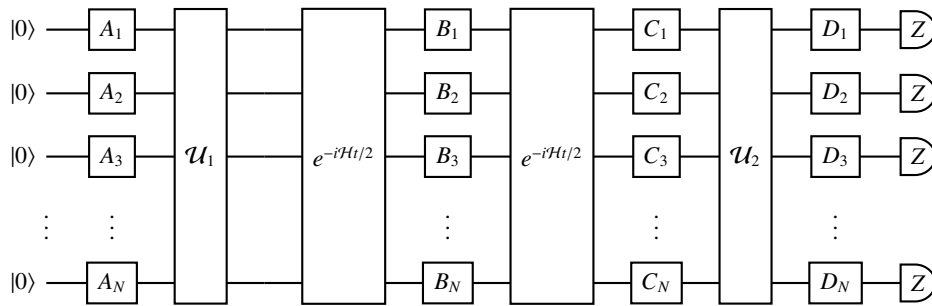 |0⟩ A₁ B₁ C₁ D₁ Z
|0⟩ A₂ B₂ C₂ D₂ Z
|0⟩ A₃ 𝒰₁ e^{-iℋt/2} B₃ e^{-iℋt/2} C₃ 𝒰₂ D₃ Z
⋮ ⋮ ⋮ ⋮ ⋮
|0⟩ A_N B_N C_N D_N Z